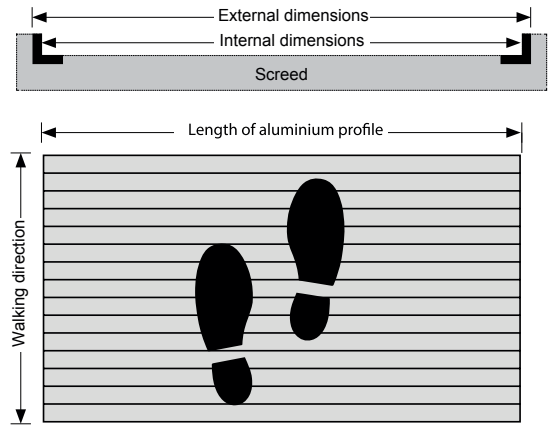 External dimensions
Internal dimensions
Screed
Length of aluminium profile
Walking direction